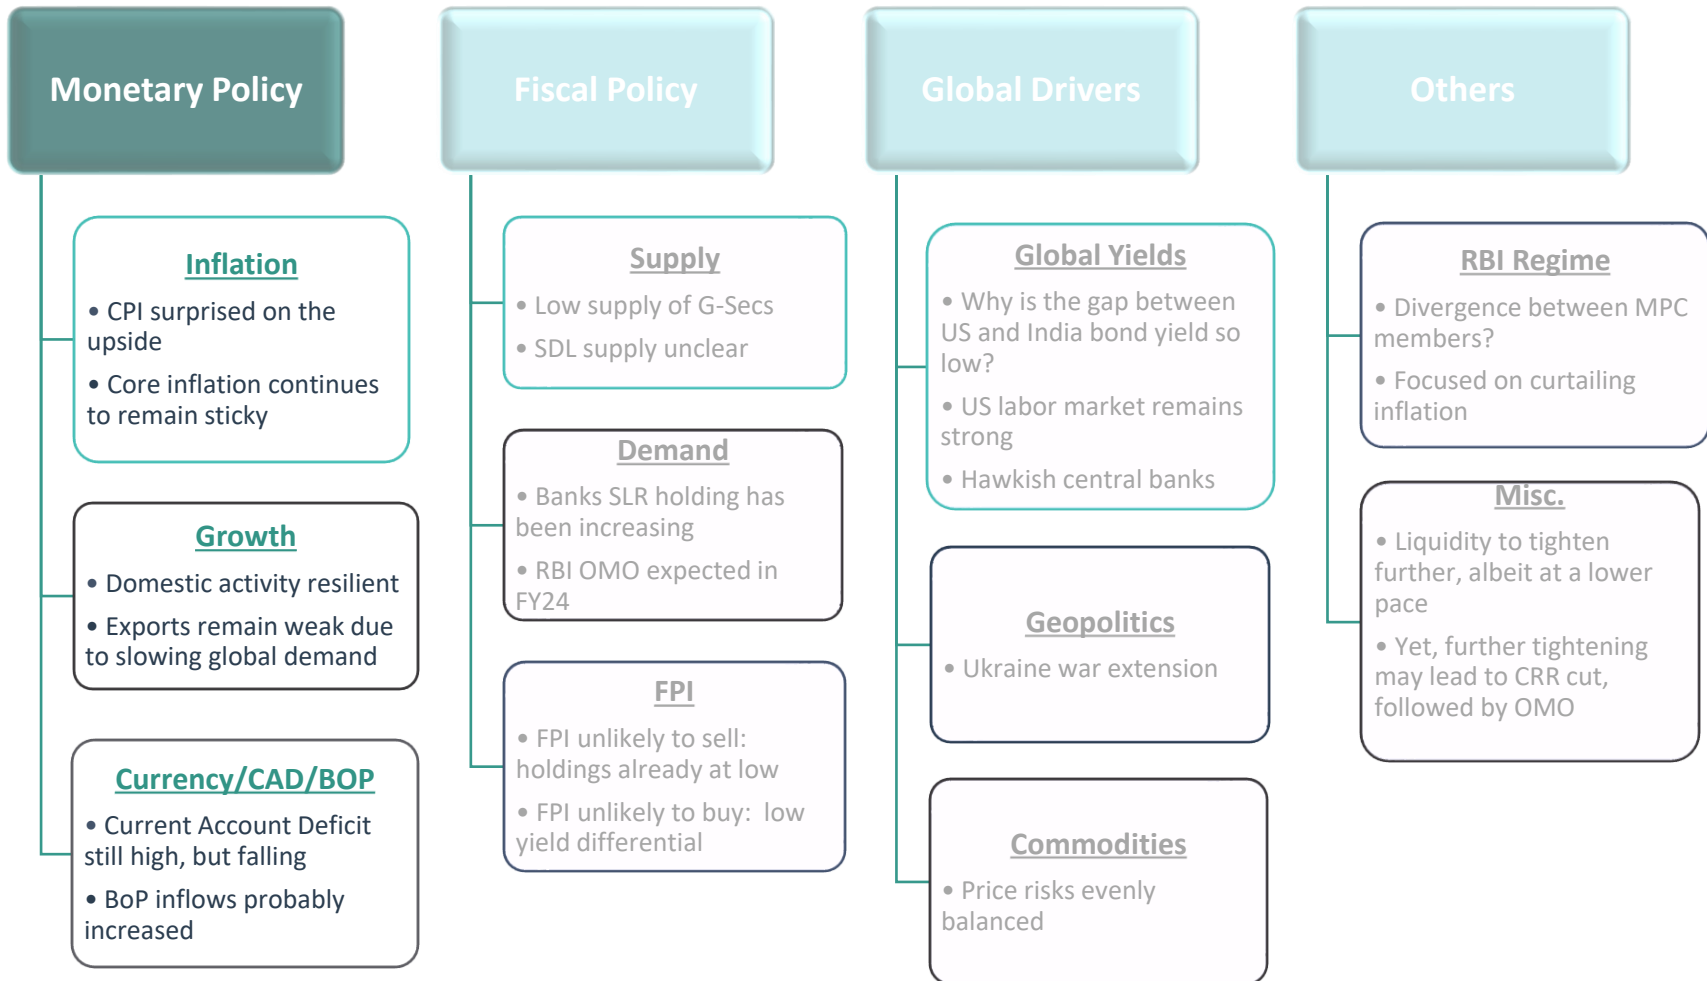 Monetary Policy
Inflation
• CPI surprised on the
upside
• Core inflation continues
to remain sticky
Growth
• Domestic activity resilient
• Exports remain weak due
to slowing global demand
Currency/CAD/BOP
• Current Account Deficit
still high, but falling
• BoP inflows probably
increased
Fiscal Policy
Supply
• Low supply of G-Secs
• SDL supply unclear
Demand
• Banks SLR holding has
been increasing
• RBI OMO expected in
FY24
FPI
• FPI unlikely to sell:
holdings already at low
• FPI unlikely to buy: low
yield differential
Global Drivers
Global Yields
• Why is the gap between
US and India bond yield so
low?
• US labor market remains
strong
• Hawkish central banks
Geopolitics
• Ukraine war extension
Commodities
• Price risks evenly
balanced
Others
RBI Regime
• Divergence between MPC
members?
• Focused on curtailing
inflation
Misc.
• Liquidity to tighten
further, albeit at a lower
pace
• Yet, further tightening
may lead to CRR cut,
followed by OMO